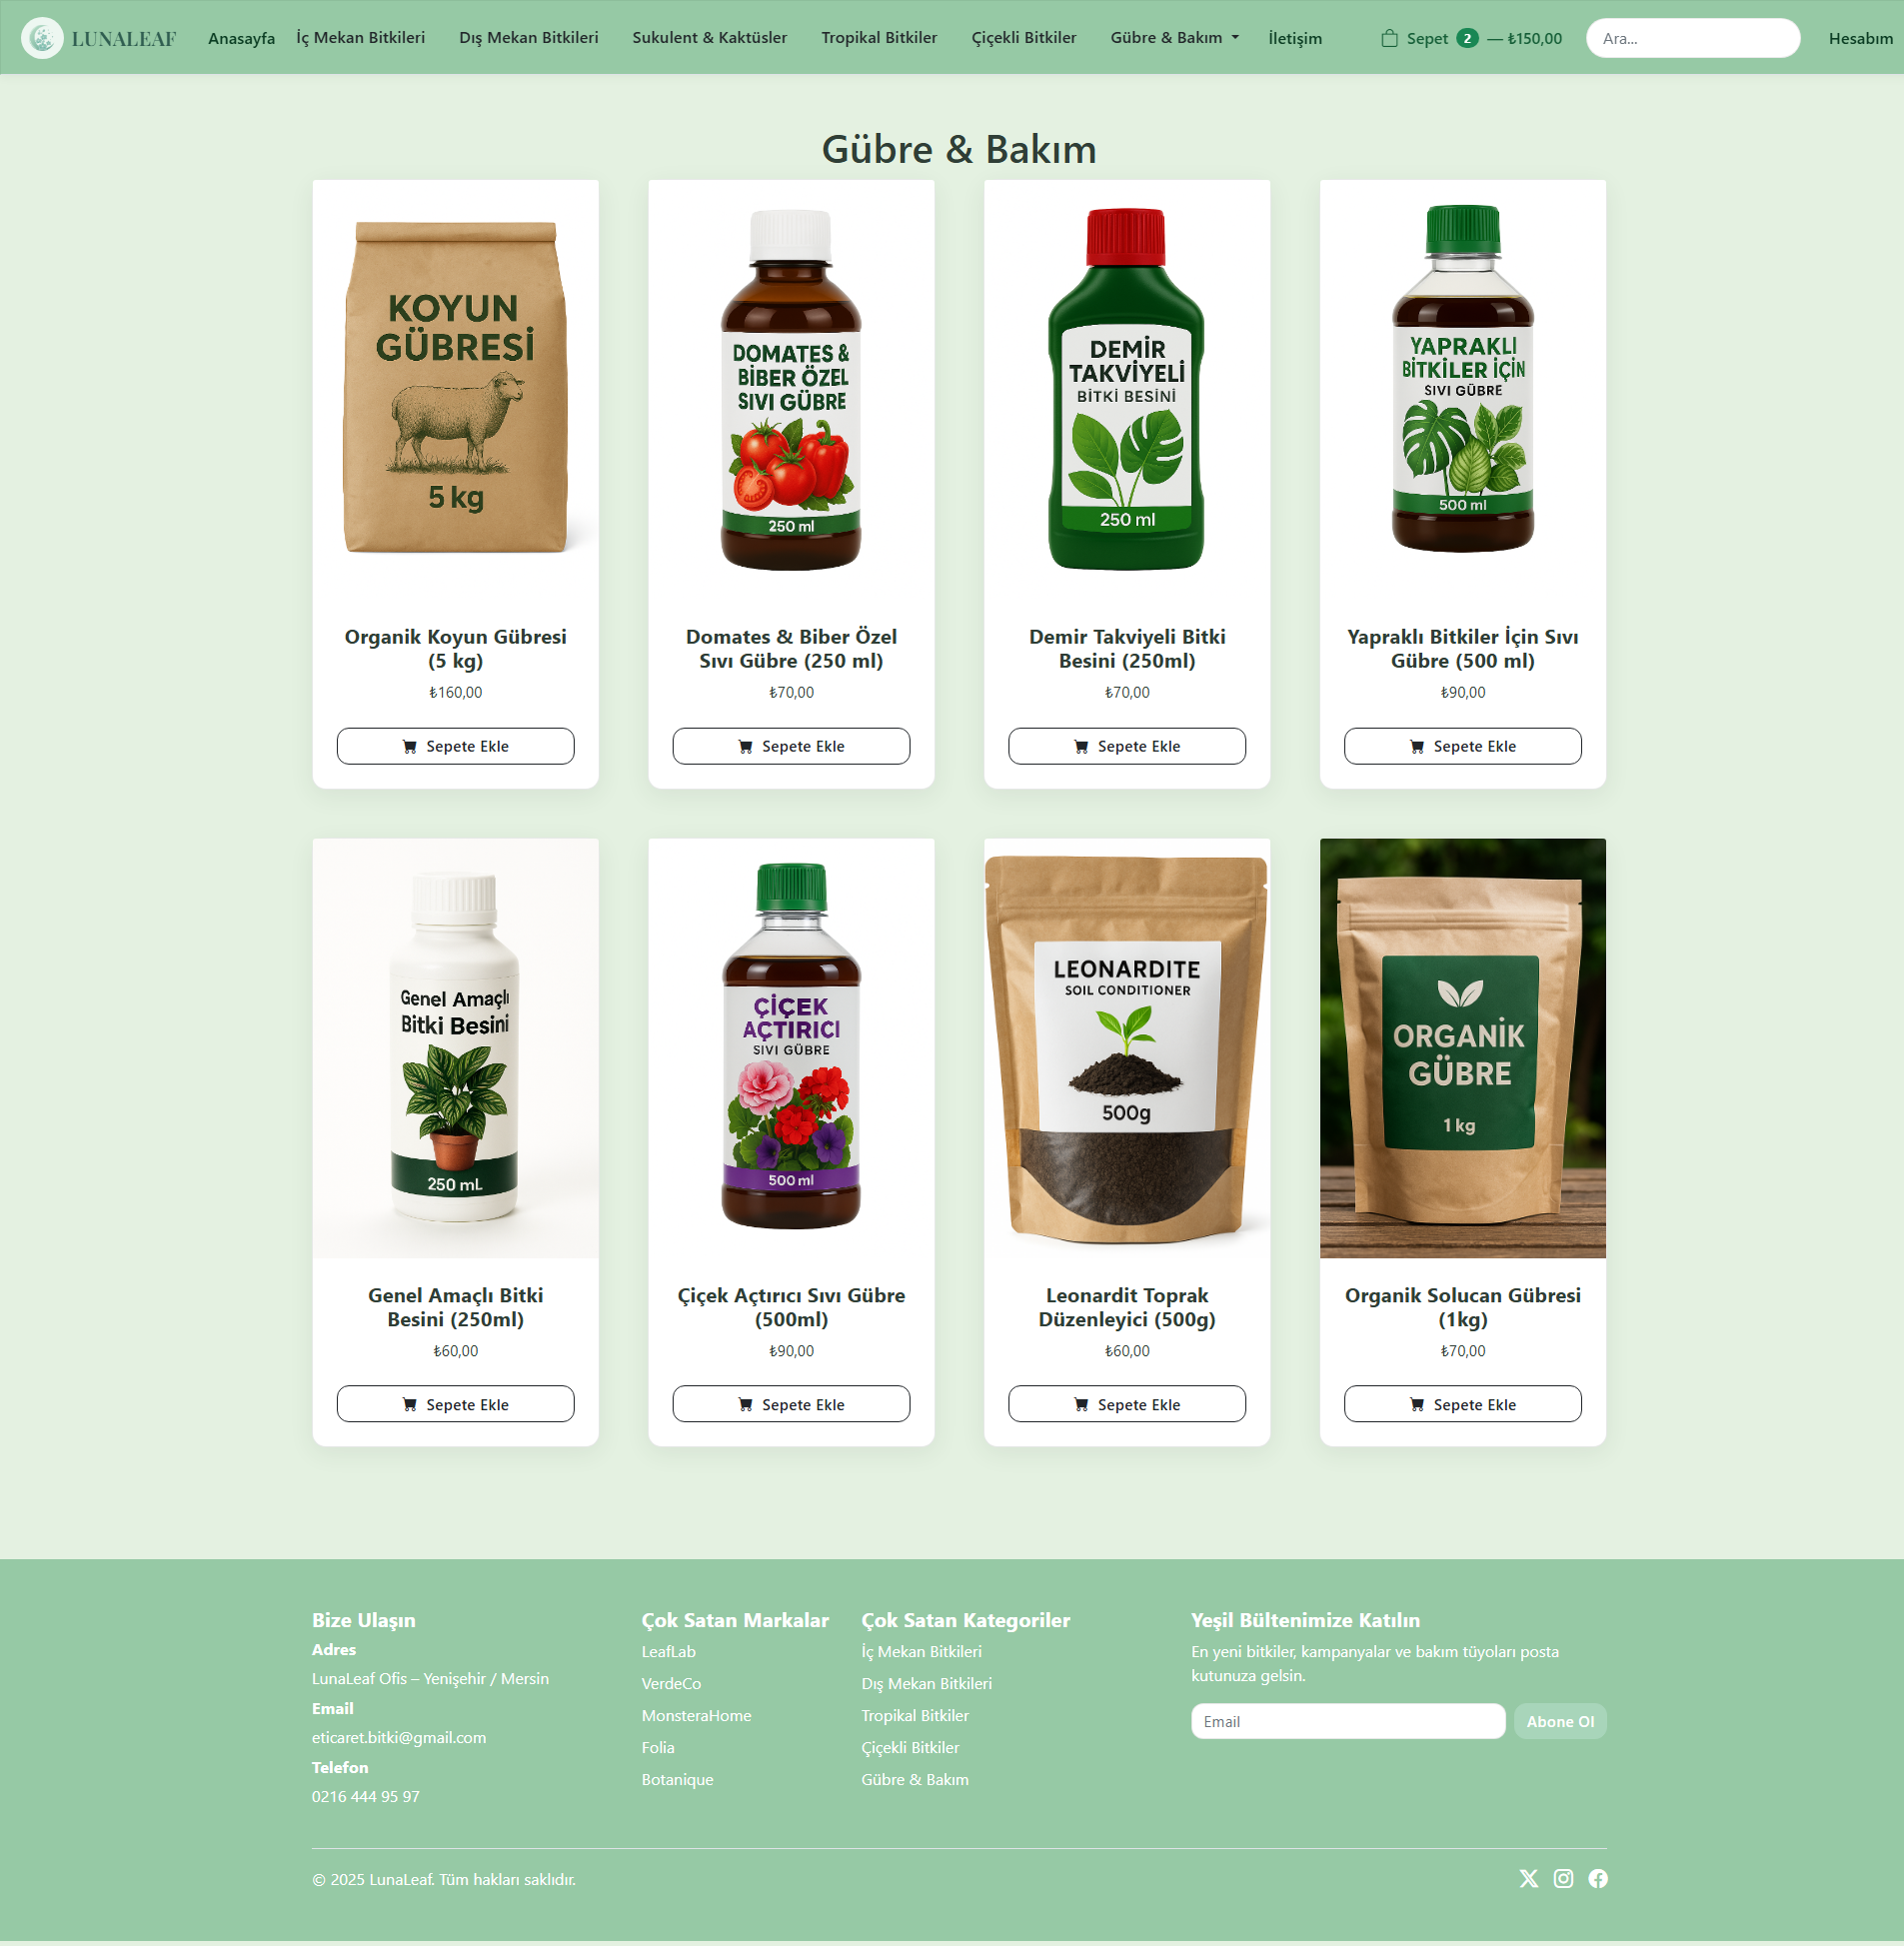 LUNALEAF
Anasayfa
İç Mekan Bitkileri
Dış Mekan Bitkileri
Sukulent & Kaktüsler
Tropikal Bitkiler
Çiçekli Bitkiler
Gübre & Bakım
İletişim
Sepet 2 — ₺150,00
Ara...
Hesabım
Gübre & Bakım
KOYUN
GÜBRESİ
5 kg
DOMATES &
BİBER ÖZEL
SIVI GÜBRE
250 ml
DEMİR
TAKVİYELİ
BİTKİ BESİNİ
250 ml
YAPRAKLI
BİTKİLER İÇİN
SIVI GÜBRE
500 ml
Organik Koyun Gübresi
(5 kg)
₺160,00
Sepete Ekle
Domates & Biber Özel
Sıvı Gübre (250 ml)
₺70,00
Sepete Ekle
Demir Takviyeli Bitki
Besini (250ml)
₺70,00
Sepete Ekle
Yapraklı Bitkiler İçin Sıvı
Gübre (500 ml)
₺90,00
Sepete Ekle
Genel Amaçlı
Bitki Besini
250 mL
ÇİÇEK
AÇTIRICI
SIVI GÜBRE
500 ml
LEONARDITE
SOIL CONDITIONER
500g
ORGANİK
GÜBRE
1 kg
Genel Amaçlı Bitki
Besini (250ml)
₺60,00
Sepete Ekle
Çiçek Açtırıcı Sıvı Gübre
(500ml)
₺90,00
Sepete Ekle
Leonardit Toprak
Düzenleyici (500g)
₺60,00
Sepete Ekle
Organik Solucan Gübresi
(1kg)
₺70,00
Sepete Ekle
Bize Ulaşın
Adres
LunaLeaf Ofis – Yenişehir / Mersin
Email
eticaret.bitki@gmail.com
Telefon
0216 444 95 97
Çok Satan Markalar
LeafLab
VerdeCo
MonsteraHome
Folia
Botanique
Çok Satan Kategoriler
İç Mekan Bitkileri
Dış Mekan Bitkileri
Tropikal Bitkiler
Çiçekli Bitkiler
Gübre & Bakım
Yeşil Bültenimize Katılın
En yeni bitkiler, kampanyalar ve bakım tüyoları posta
kutunuza gelsin.
Email
Abone Ol
© 2025 LunaLeaf. Tüm hakları saklıdır.